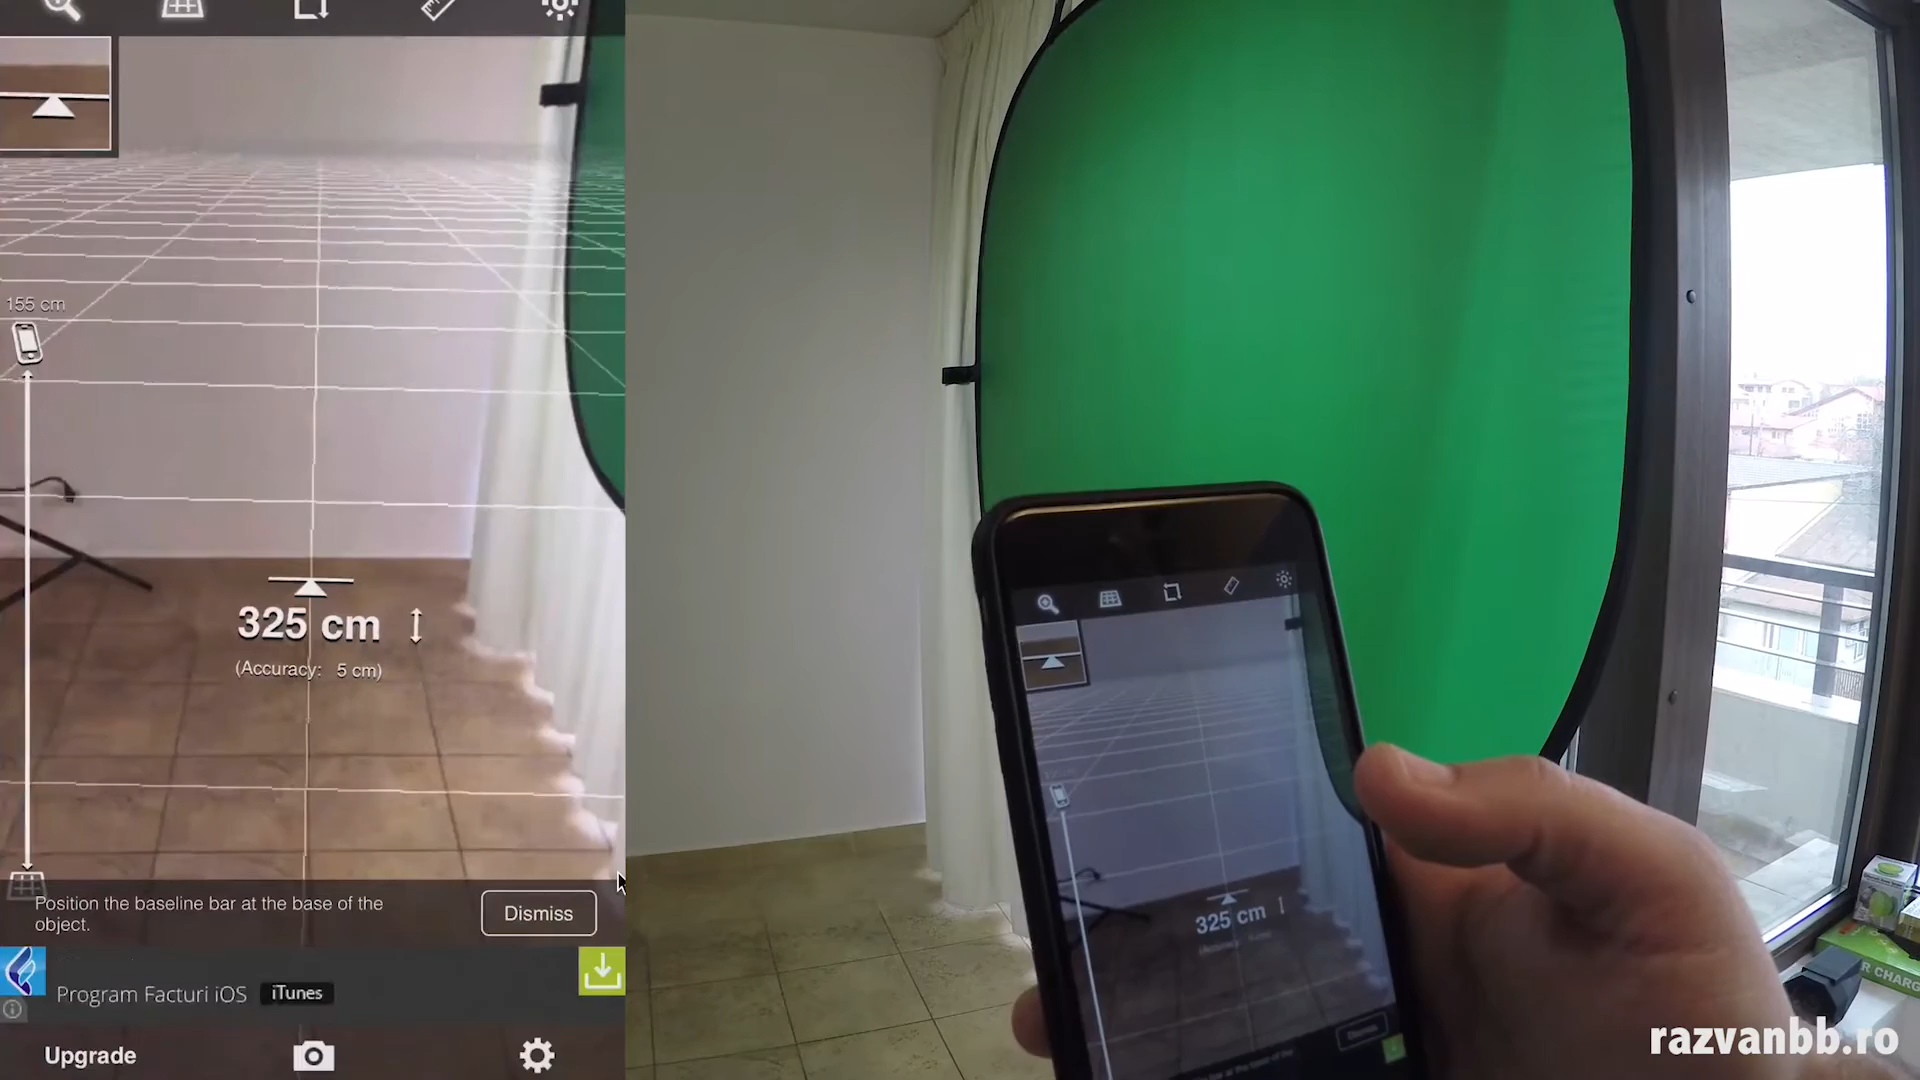 155 cm
325 cm
(Accuracy: 5 cm)
Position the baseline bar at the base of the
object.
Dismiss
Program Facturi iOS
iTunes
Upgrade
325 cm
Dismiss
R CHARG
razvanbb.ro